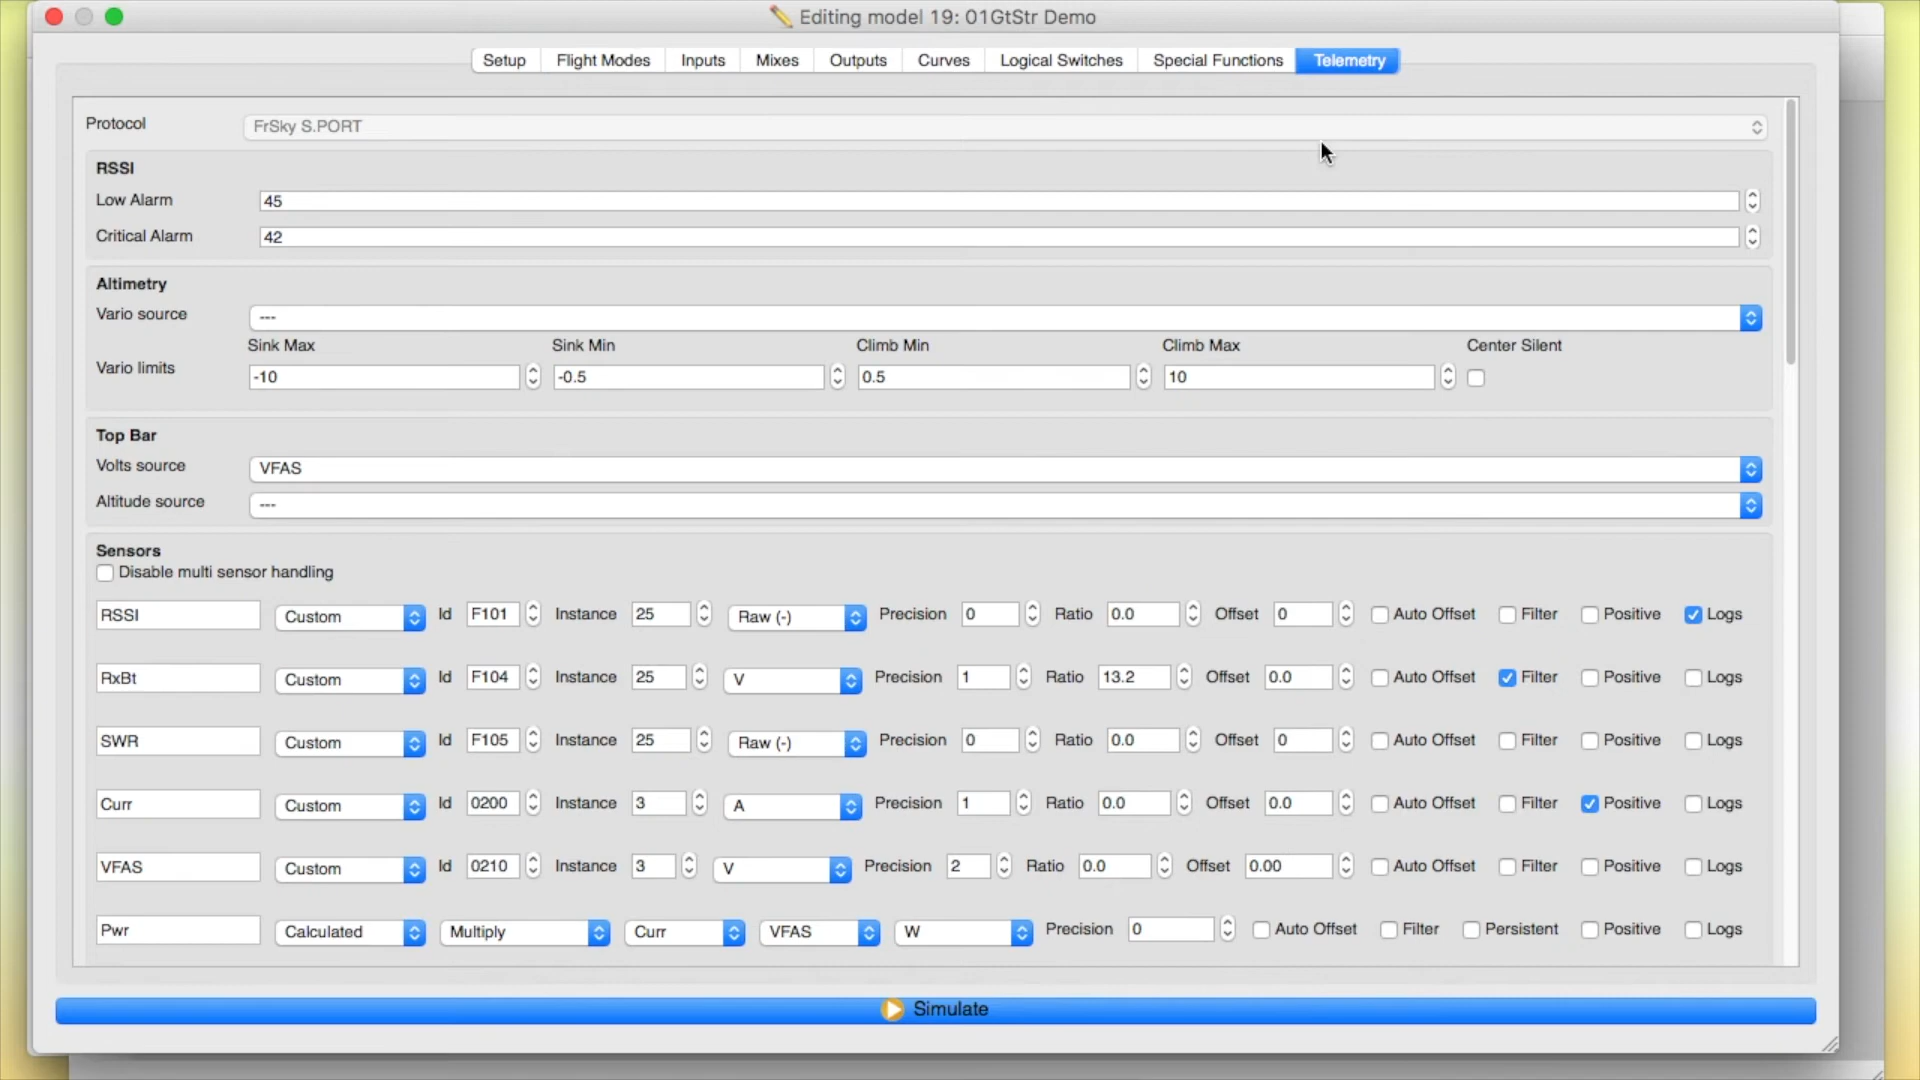 Editing model 19: 01GtStr Demo
Setup Flight Modes Inputs Mixes Outputs Curves Logical Switches Special Functions Telemetry
Protocol FrSky S.PORT
RSSI
Low Alarm 45
Critical Alarm 42
Altimetry
Vario source ---
Sink Max Sink Min Climb Min Climb Max Center Silent
Vario limits -10 -0.5 0.5 10
Top Bar
Volts source VFAS
Altitude source ---
Sensors
Disable multi sensor handling
RSSI Custom Id F101 Instance 25 Raw (-) Precision 0 Ratio 0.0 Offset 0 Auto Offset Filter Positive Logs
RxBt Custom Id F104 Instance 25 V Precision 1 Ratio 13.2 Offset 0.0 Auto Offset Filter Positive Logs
SWR Custom Id F105 Instance 25 Raw (-) Precision 0 Ratio 0.0 Offset 0 Auto Offset Filter Positive Logs
Curr Custom Id 0200 Instance 3 A Precision 1 Ratio 0.0 Offset 0.0 Auto Offset Filter Positive Logs
VFAS Custom Id 0210 Instance 3 V Precision 2 Ratio 0.0 Offset 0.00 Auto Offset Filter Positive Logs
Pwr Calculated Multiply Curr VFAS W Precision 0 Auto Offset Filter Persistent Positive Logs
Simulate